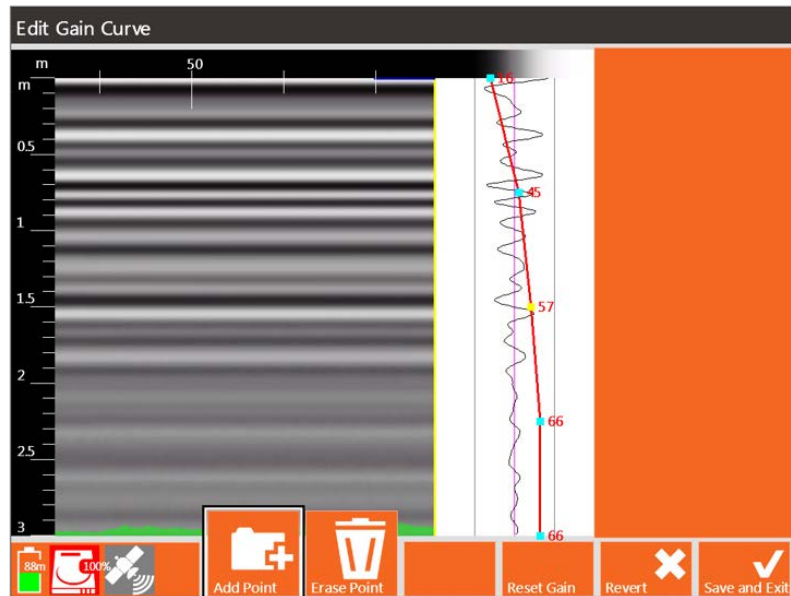 Edit Gain Curve
m
50
m
0.5
1
1.5
2
2.5
3
16
45
57
66
66
88m
100%
Add Point
Erase Point
Reset Gain
Revert
Save and Exit